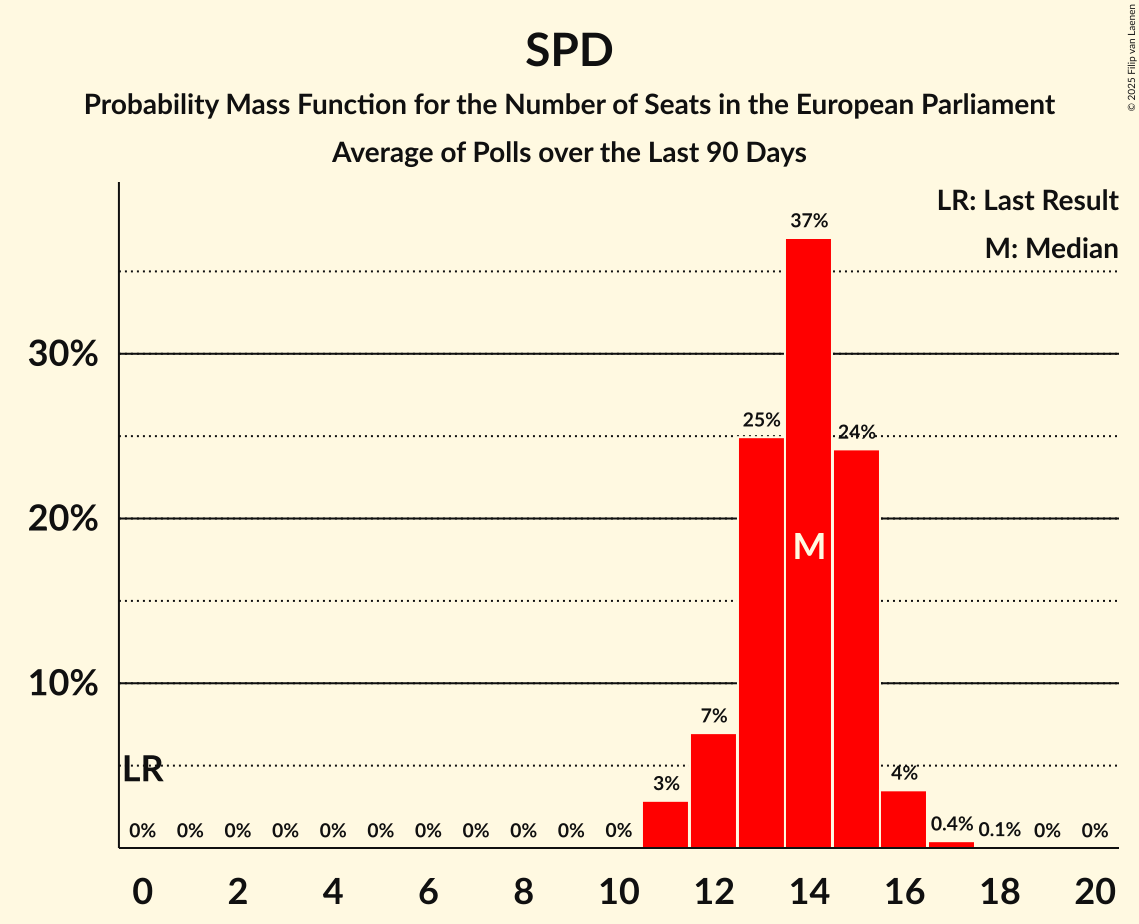 SPD
Probability Mass Function for the Number of Seats in the European Parliament
Average of Polls over the Last 90 Days
© 2025 Filip van Laenen
LR: Last Result
M: Median
37%
30%
25%
24%
20%
M
10%
7%
LR
3%
4%
0% 0% 0% 0% 0% 0% 0% 0% 0% 0% 0% 0.4% 0.1% 0% 0%
0 2 4 6 8 10 12 14 16 18 20